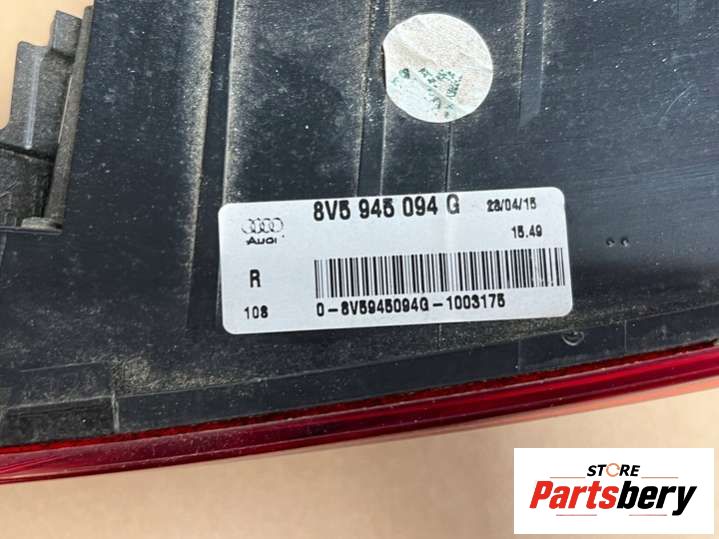 8V5 945 094 G 23/04/15
Audi 15.49
R
108 0-8V5945094G-1003175
STORE
Partsbery